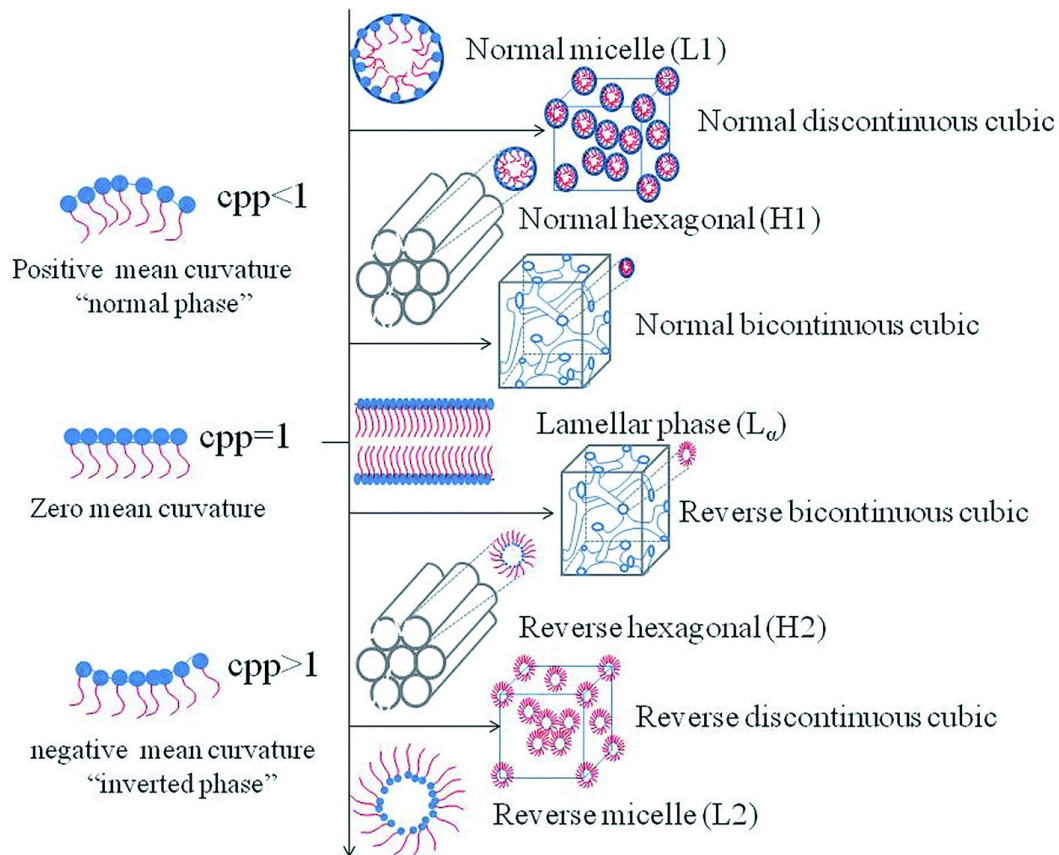 Normal micelle (L1)
Normal discontinuous cubic
cpp<1
Normal hexagonal (H1)
Positive mean curvature
“normal phase”
Normal bicontinuous cubic
Lamellar phase (Lα)
cpp=1
Zero mean curvature
Reverse bicontinuous cubic
Reverse hexagonal (H2)
cpp>1
Reverse discontinuous cubic
negative mean curvature
“inverted phase”
Reverse micelle (L2)